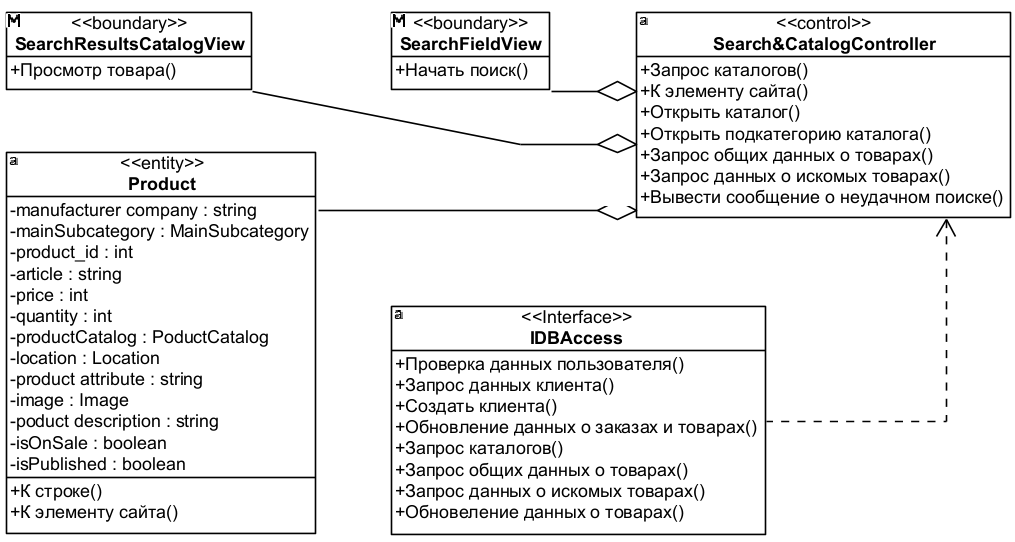 M
<<boundary>>
SearchResultsCatalogView
+Просмотр товара()
M
<<boundary>>
SearchFieldView
+Начать поиск()
a
<<control>>
Search&CatalogController
+Запрос каталогов()
+К элементу сайта()
+Открыть каталог()
+Открыть подкатегорию каталога()
+Запрос общих данных о товарах()
+Запрос данных о искомых товарах()
+Вывести сообщение о неудачном поиске()
a
<<entity>>
Product
-manufacturer company : string
-mainSubcategory : MainSubcategory
-product_id : int
-article : string
-price : int
-quantity : int
-productCatalog : PoductCatalog
-location : Location
-product attribute : string
-image : Image
-poduct description : string
-isOnSale : boolean
-isPublished : boolean
+К строке()
+К элементу сайта()
a
<<Interface>>
IDBAccess
+Проверка данных пользователя()
+Запрос данных клиента()
+Создать клиента()
+Обновление данных о заказах и товарах()
+Запрос каталогов()
+Запрос общих данных о товарах()
+Запрос данных о искомых товарах()
+Обновеление данных о товарах()